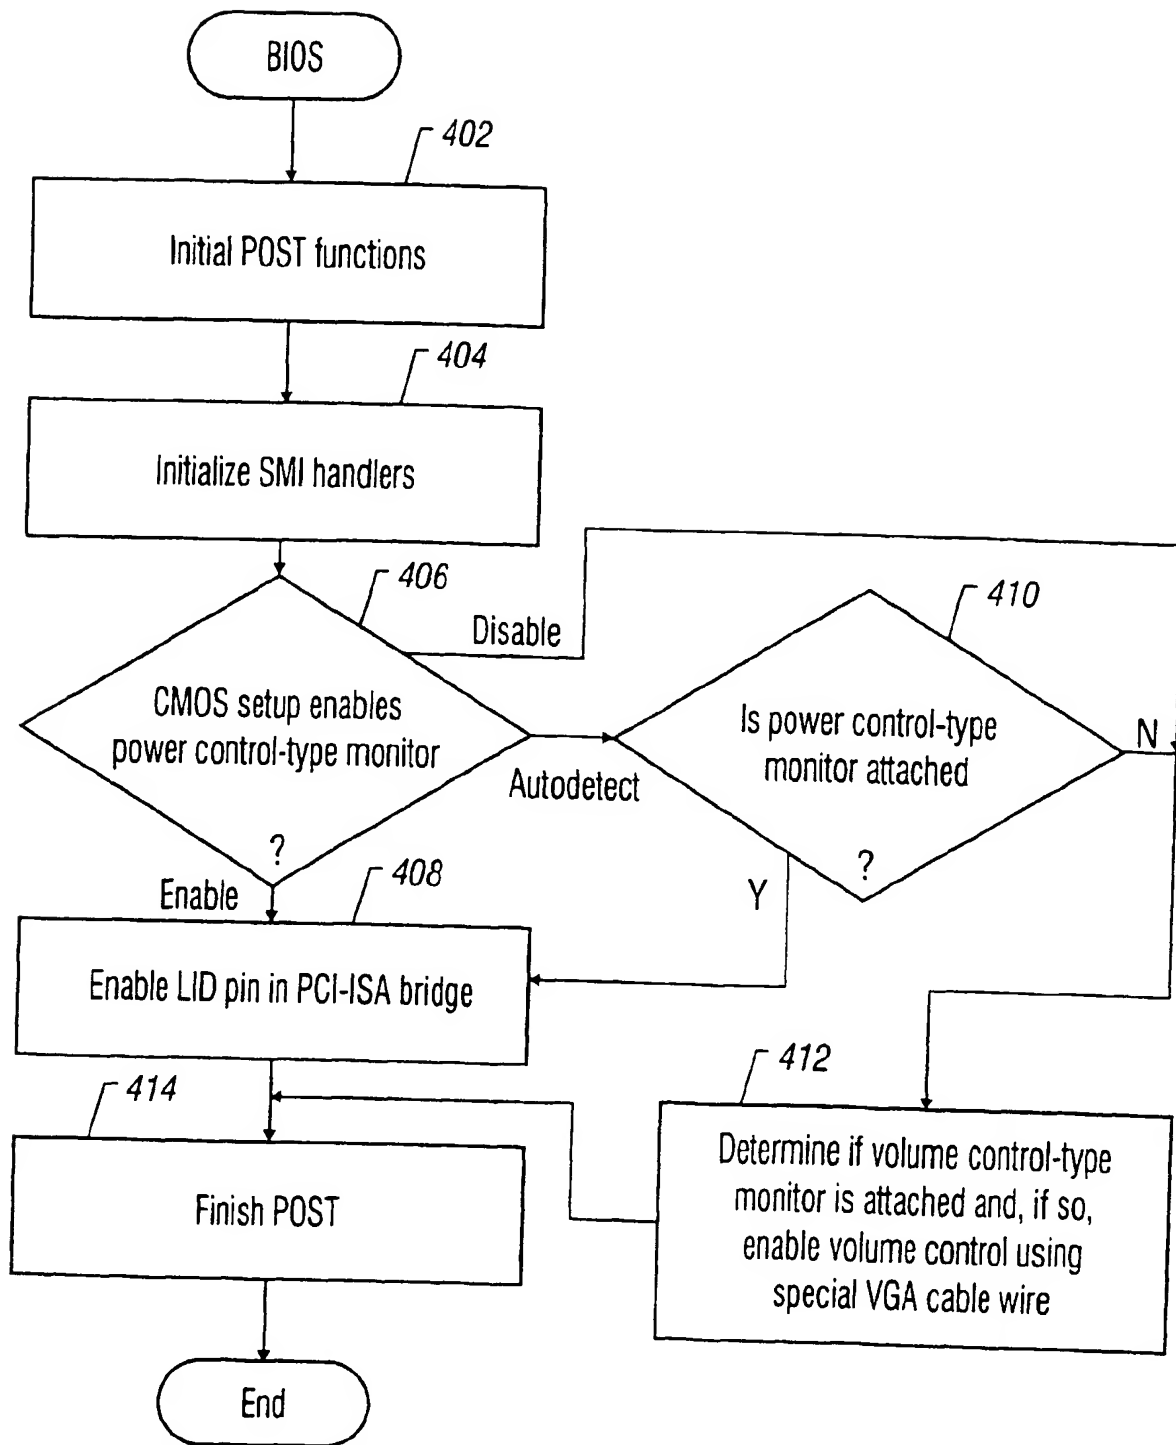 BIOS
402
Initial POST functions
404
Initialize SMI handlers
406
Disable
410
CMOS setup enables
power control-type monitor
?
Autodetect
Is power control-type
monitor attached
?
N
Y
Enable
408
Enable LID pin in PCI-ISA bridge
414
Finish POST
412
Determine if volume control-type
monitor is attached and, if so,
enable volume control using
special VGA cable wire
End